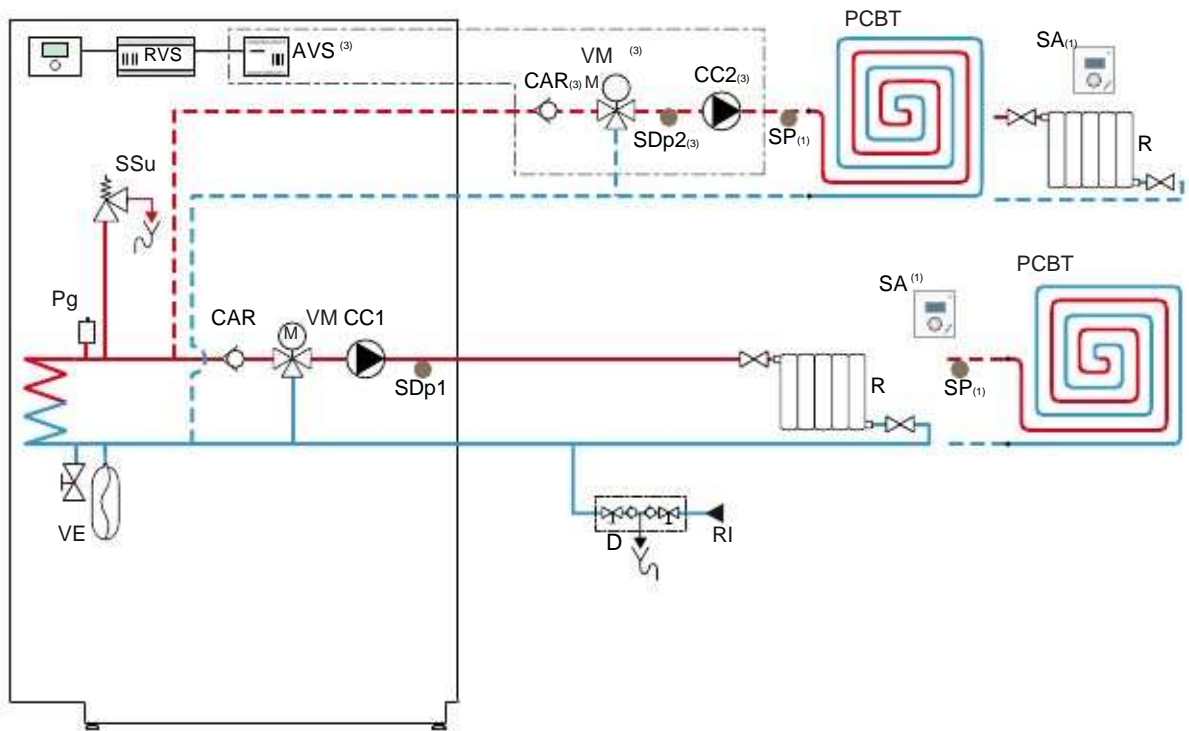 PCBT
SA (1)
RVS
AVS (3)
VM (3)
M
CAR (3)
CC2 (3)
SDp2 (3)
SP (1)
R
SSu
PCBT
SA (1)
Pg
CAR
M
VM CC1
SDp1
R
SP (1)
VE
D
RI